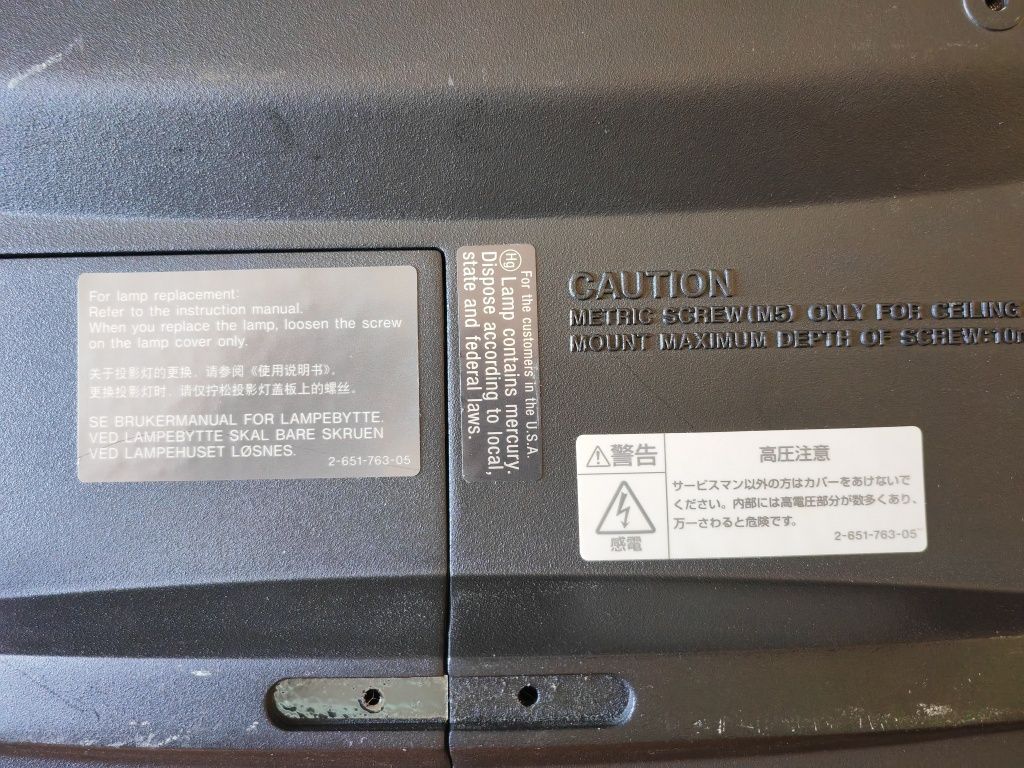 For lamp replacement:
Refer to the instruction manual.
When you replace the lamp, loosen the screw
on the lamp cover only.
关于投影灯的更换，请参阅《使用说明书》。
更换投影灯时，请仅拧松投影灯盖板上的螺丝。
SE BRUKERMANUAL FOR LAMPEBYTTE.
VED LAMPEBYTTE SKAL BARE SKRUEN
VED LAMPEHUSET LØSNES.
2-651-763-05
For the customers in the U.S.A.
Hg Lamp contains mercury.
Dispose according to local,
state and federal laws.
CAUTION
METRIC SCREW(M5) ONLY FOR CEILING
MOUNT MAXIMUM DEPTH OF SCREW:10
警告
感電
高圧注意
サービスマン以外の方はカバーをあけないで
ください。内部には高電圧部分が数多くあり、
万一さわると危険です。
2-651-763-05